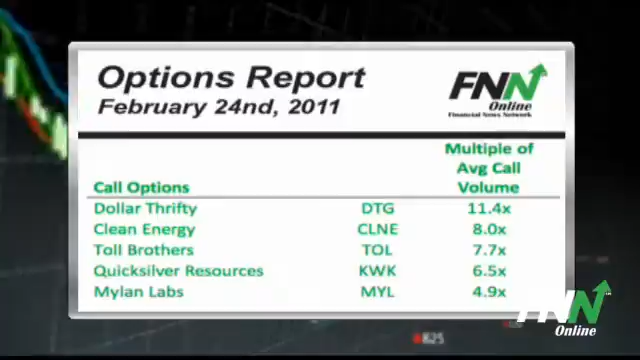 Options Report
February 24nd, 2011
FNN
Online
Financial News Network
Multiple of
Avg Call
Call Options Volume
Dollar Thrifty DTG 11.4x
Clean Energy CLNE 8.0x
Toll Brothers TOL 7.7x
Quicksilver Resources KWK 6.5x
Mylan Labs MYL 4.9x
FNN
Online